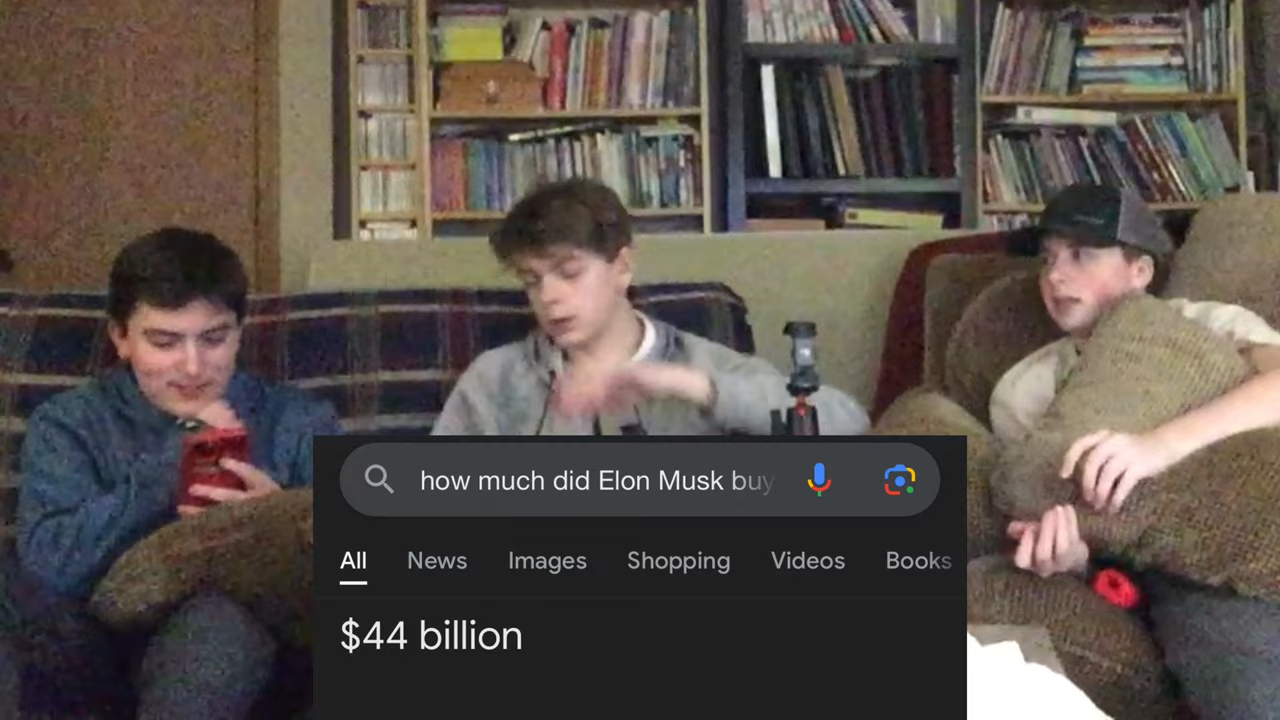 how much did Elon Musk buy
All News Images Shopping Videos Books
$44 billion